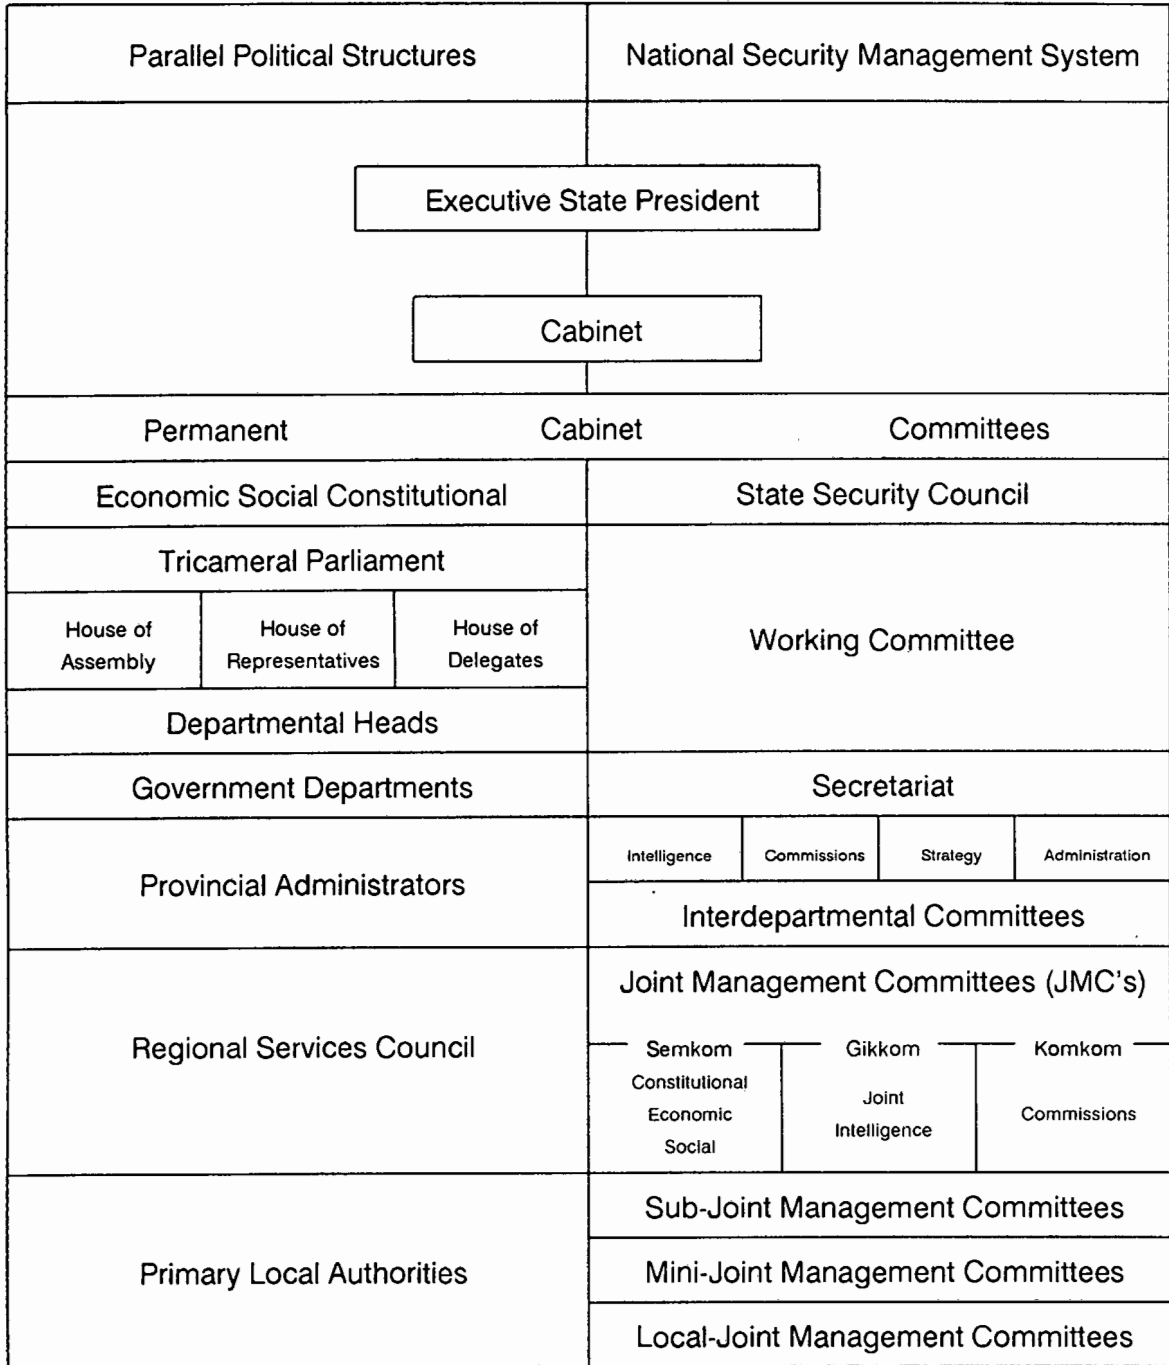 Parallel Political Structures
National Security Management System
Executive State President
Cabinet
Permanent Cabinet Committees
Economic Social Constitutional
State Security Council
Tricameral Parliament
House of
Assembly
House of
Representatives
House of
Delegates
Working Committee
Departmental Heads
Government Departments
Secretariat
Provincial Administrators
Intelligence
Commissions
Strategy
Administration
Interdepartmental Committees
Regional Services Council
Joint Management Committees (JMC's)
Semkom
Constitutional
Economic
Social
Gikkom
Joint
Intelligence
Komkom
Commissions
Primary Local Authorities
Sub-Joint Management Committees
Mini-Joint Management Committees
Local-Joint Management Committees